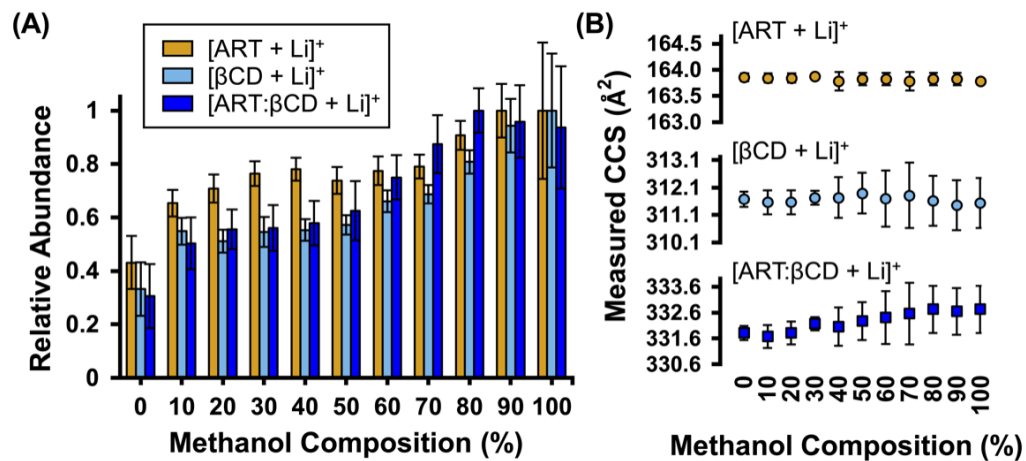 (A)
[ART + Li]⁺
[βCD + Li]⁺
[ART:βCD + Li]⁺
Relative Abundance
1
0.8
0.6
0.4
0.2
0
0 10 20 30 40 50 60 70 80 90 100
Methanol Composition (%)
(B)
Measured CCS (Å²)
[ART + Li]⁺
164.5
164.0
163.5
163.0
[βCD + Li]⁺
313.1
312.1
311.1
310.1
[ART:βCD + Li]⁺
333.6
332.6
331.6
330.6
0 10 20 30 40 50 60 70 80 90 100
Methanol Composition (%)